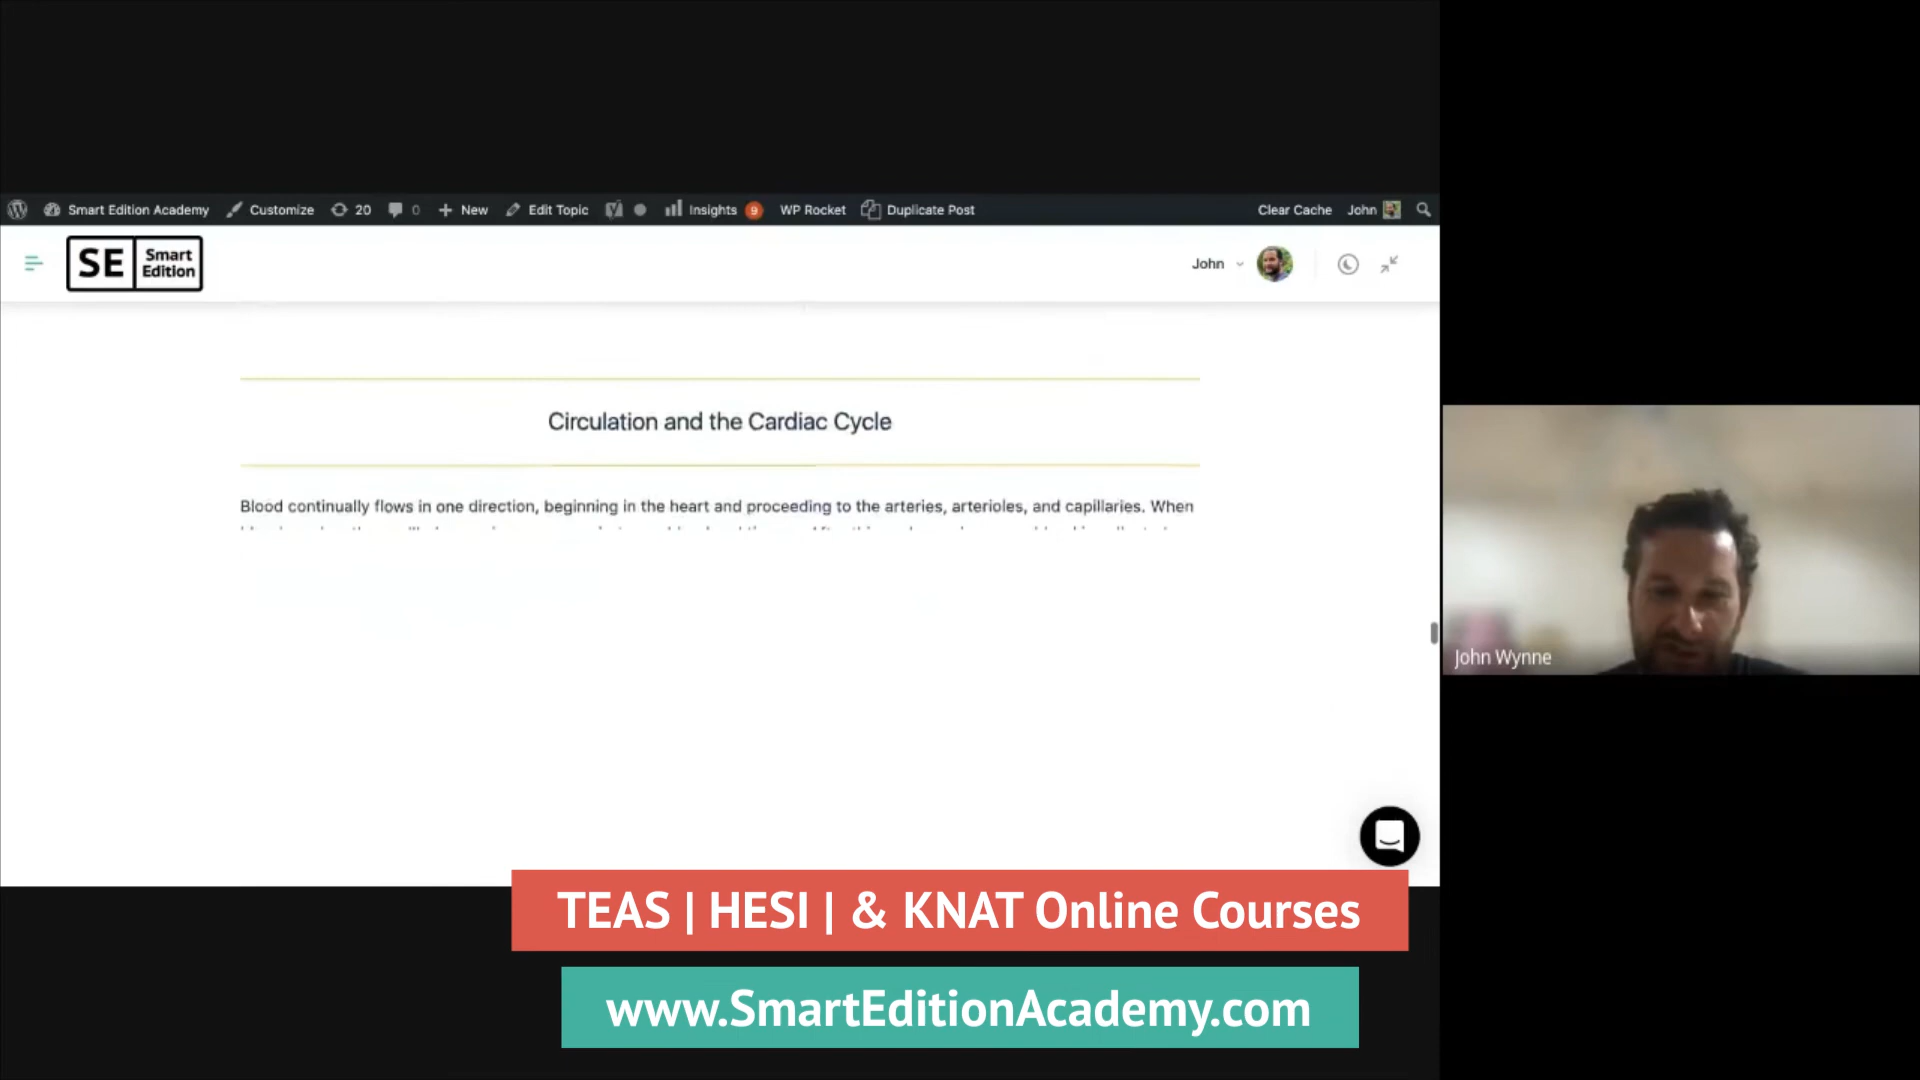 Smart Edition Academy Customize 20 0 New Edit Topic Insights 9 WP Rocket Duplicate Post Clear Cache John
SE Smart Edition
John
Circulation and the Cardiac Cycle
Blood continually flows in one direction, beginning in the heart and proceeding to the arteries, arterioles, and capillaries. When
John Wynne
TEAS | HESI | & KNAT Online Courses
www.SmartEditionAcademy.com